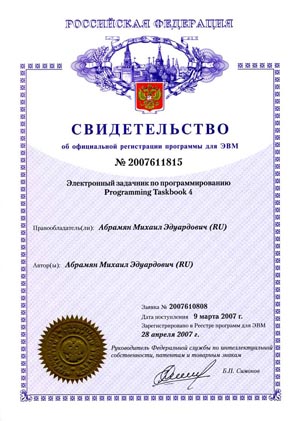 РОССИЙСКАЯ ФЕДЕРАЦИЯ
СВИДЕТЕЛЬСТВО
об официальной регистрации программы для ЭВМ
№ 2007611815
Электронный задачник по программированию
Programming Taskbook 4
Правообладатель(ли): Абрамян Михаил Эдуардович (RU)
Автор(ы): Абрамян Михаил Эдуардович (RU)
Заявка № 2007610808
Дата поступления 9 марта 2007 г.
Зарегистрировано в Реестре программ для ЭВМ
28 апреля 2007 г.
Руководитель Федеральной службы по интеллектуальной
собственности, патентам и товарным знакам
Б.П. Симонов